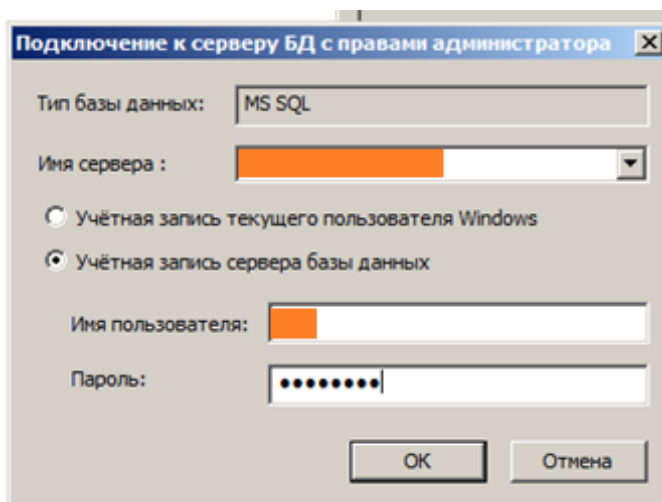 Подключение к серверу БД с правами администратора
Тип базы данных: MS SQL
Имя сервера :
Учётная запись текущего пользователя Windows
Учётная запись сервера базы данных
Имя пользователя:
Пароль: ••••••••
OK Отмена